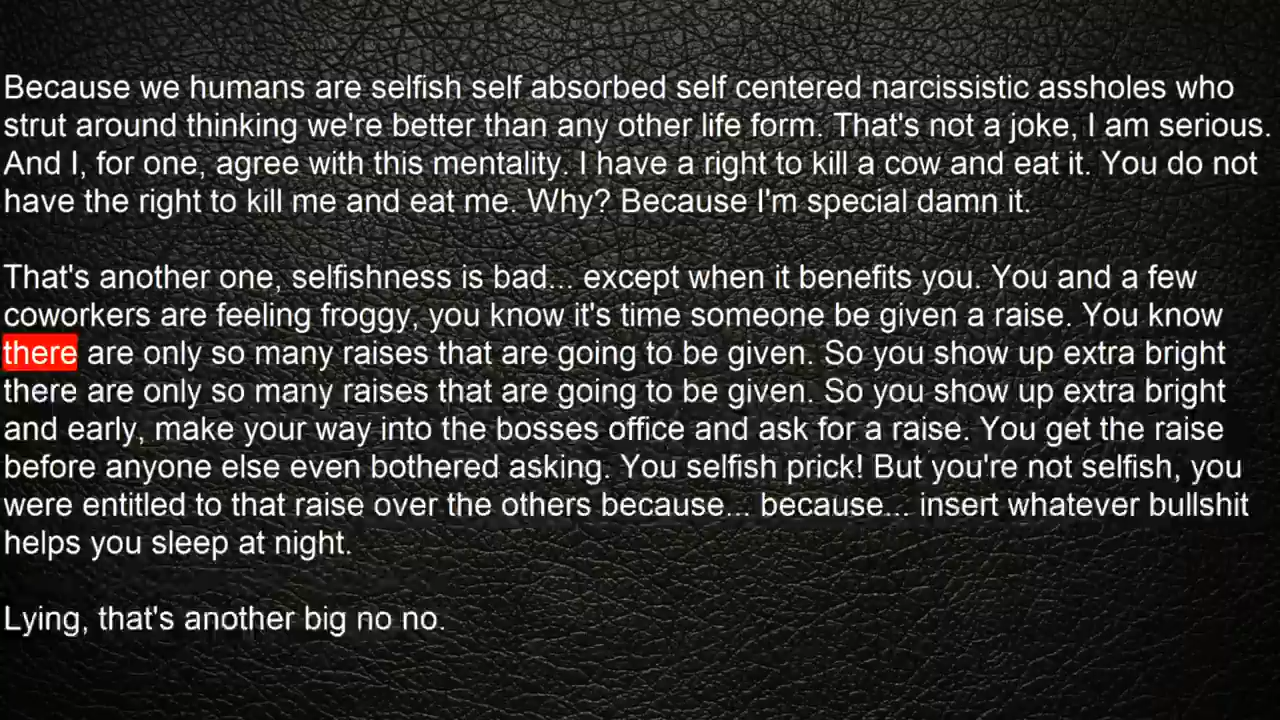 Because we humans are selfish self absorbed self centered narcissistic assholes who
strut around thinking we're better than any other life form. That's not a joke, I am serious.
And I, for one, agree with this mentality. I have a right to kill a cow and eat it. You do not
have the right to kill me and eat me. Why? Because I'm special damn it.
That's another one, selfishness is bad... except when it benefits you. You and a few
coworkers are feeling froggy, you know it's time someone be given a raise. You know
there are only so many raises that are going to be given. So you show up extra bright
there are only so many raises that are going to be given. So you show up extra bright
and early, make your way into the bosses office and ask for a raise. You get the raise
before anyone else even bothered asking. You selfish prick! But you're not selfish, you
were entitled to that raise over the others because... because... insert whatever bullshit
helps you sleep at night.
Lying, that's another big no no.